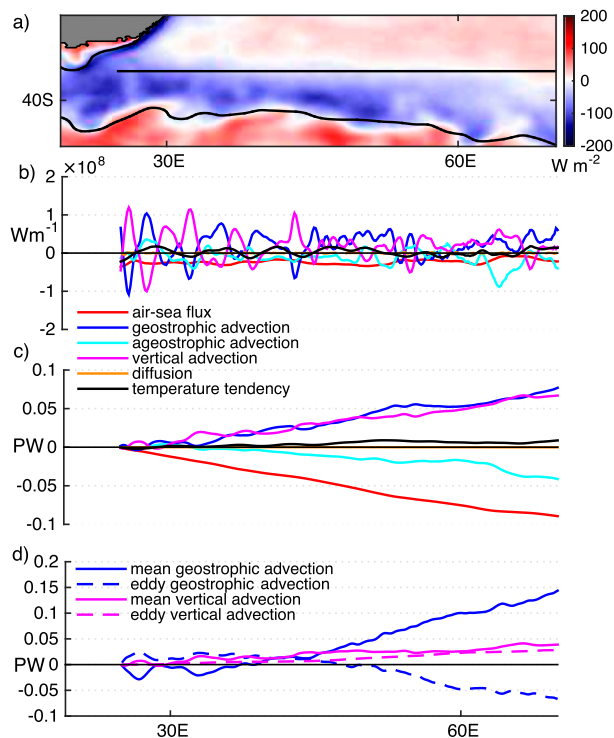 a)
200
100
0
-100
-200
40S
30E
60E
W m-2
b)
×10⁸
2
1
Wm-1
0
-1
-2
air-sea flux
geostrophic advection
ageostrophic advection
vertical advection
diffusion
temperature tendency
c)
0.1
0.05
PW 0
-0.05
-0.1
d)
0.2
0.15
0.1
0.05
PW 0
-0.05
-0.1
mean geostrophic advection
eddy geostrophic advection
mean vertical advection
eddy vertical advection
30E
60E